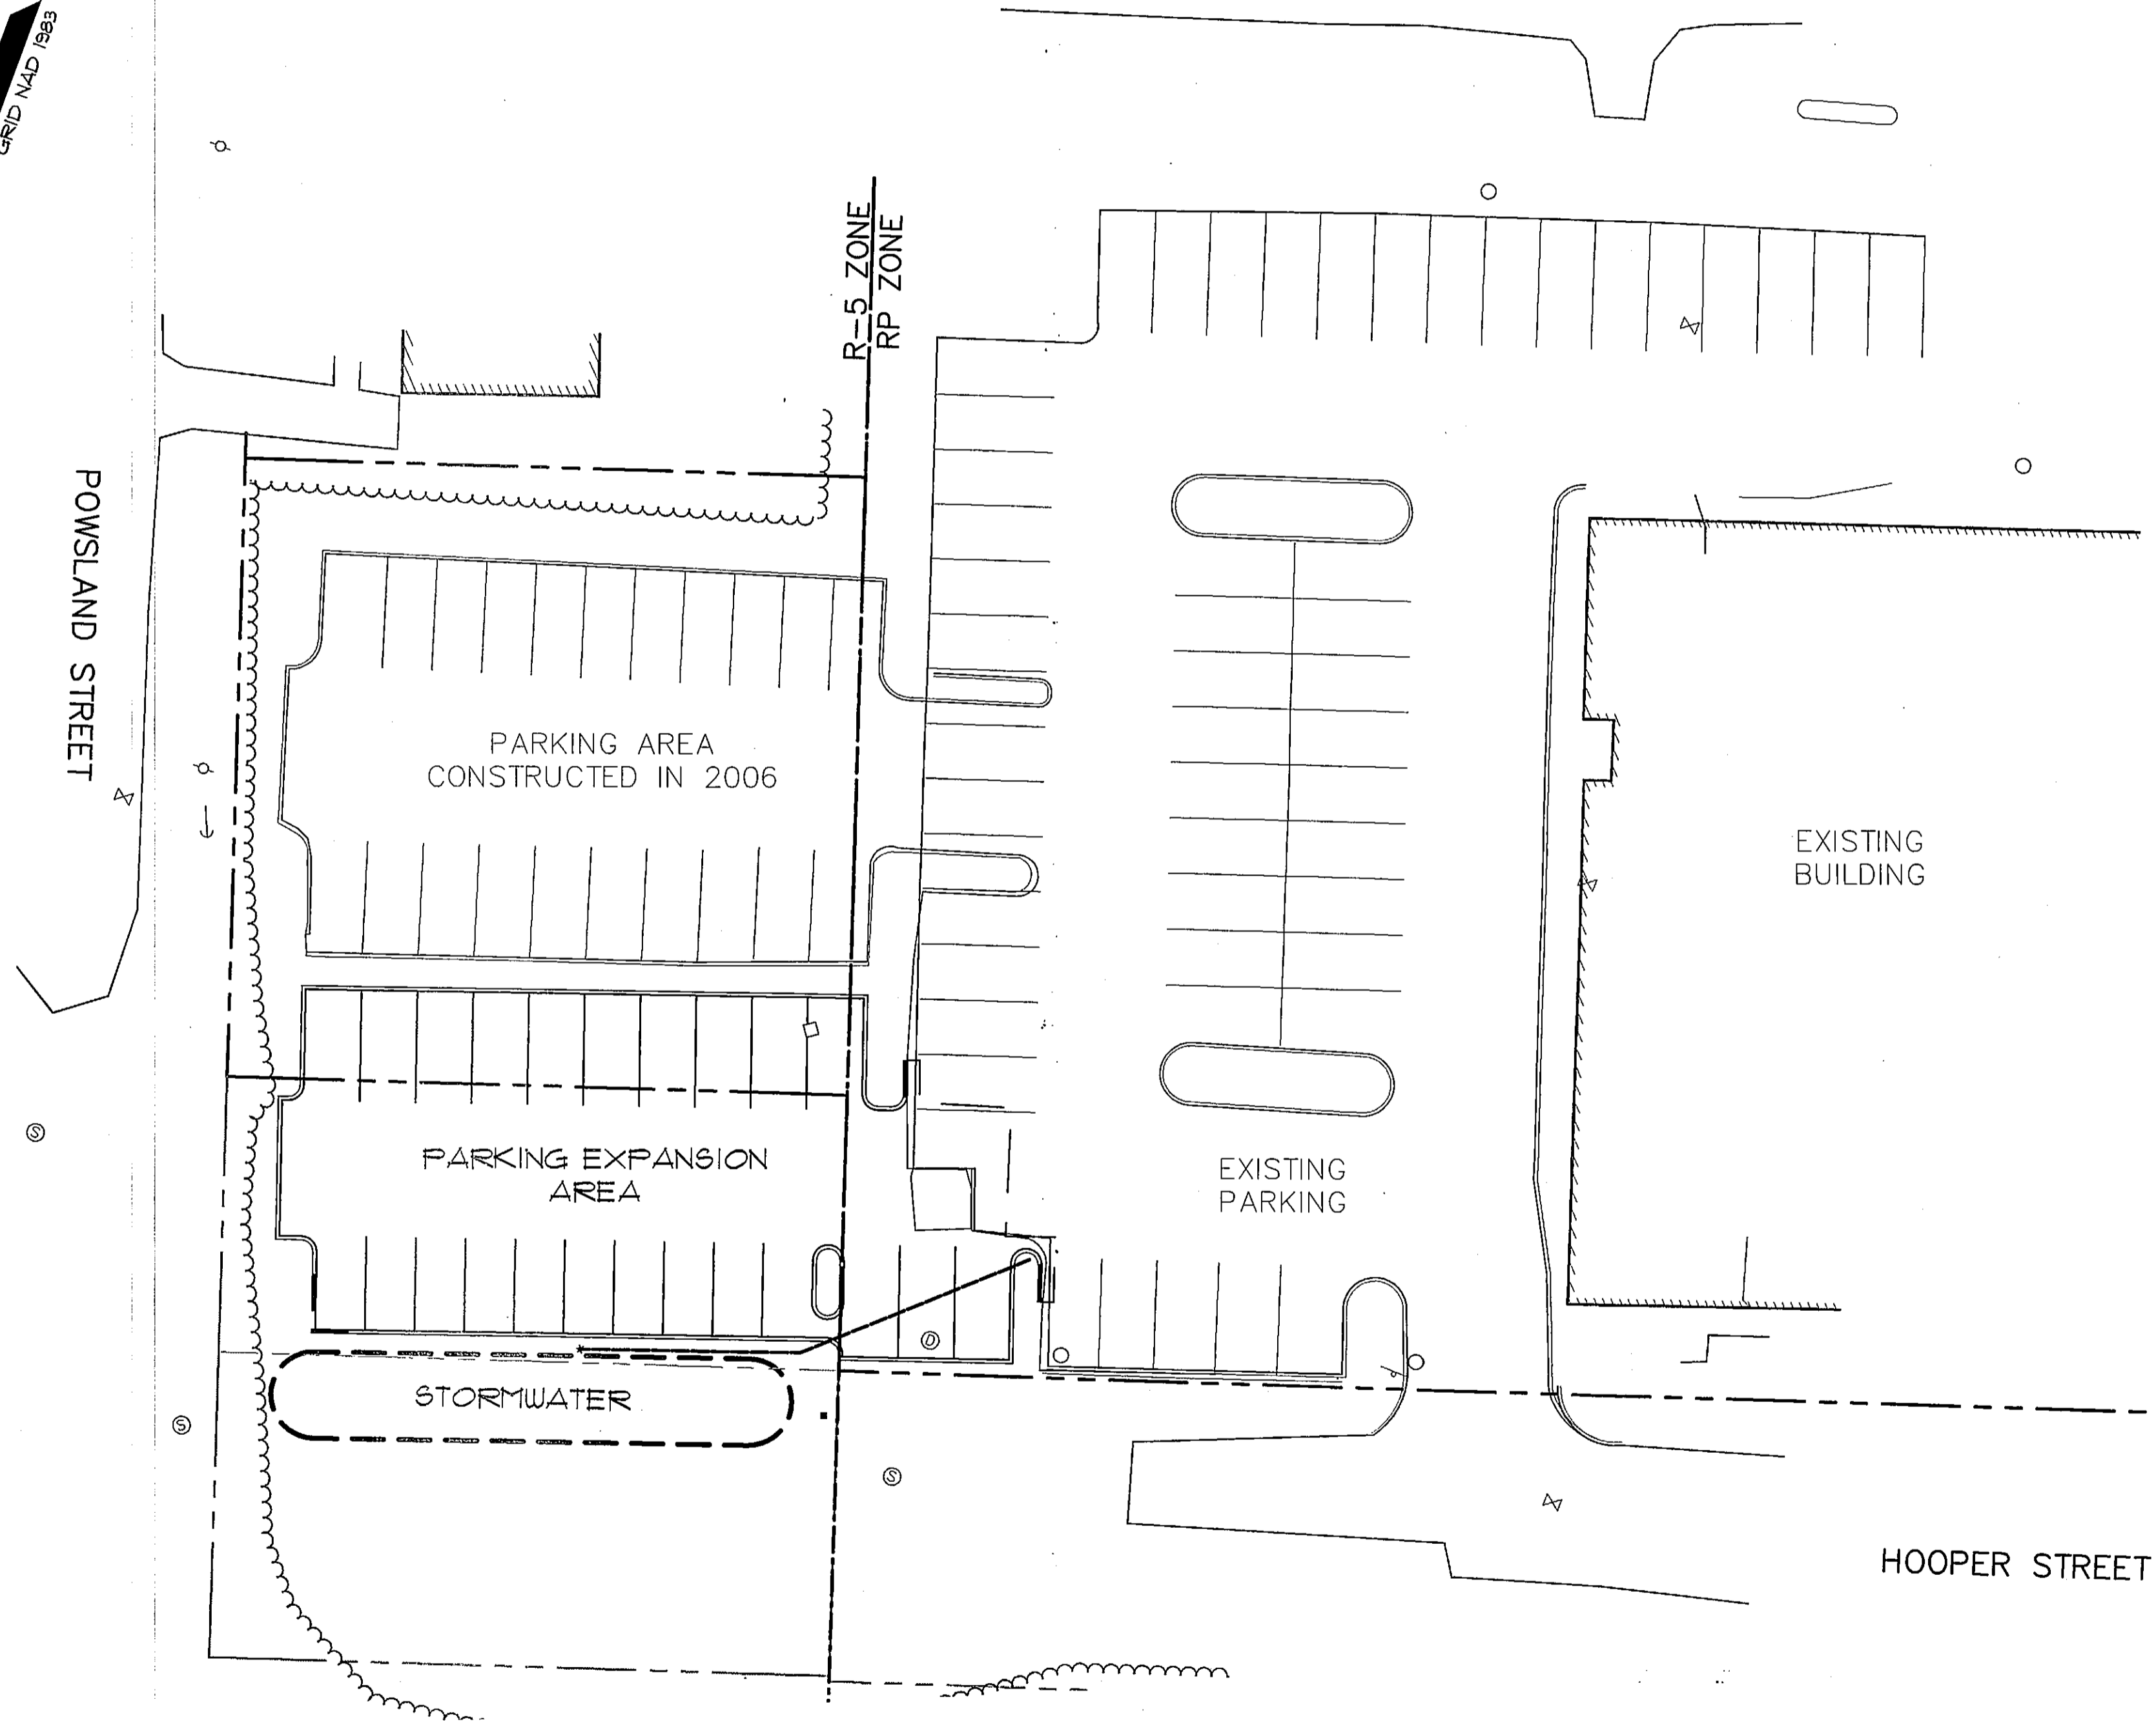 GRID NAD 1983
R-5 ZONE
RP ZONE
POWSLAND STREET
PARKING AREA
CONSTRUCTED IN 2006
EXISTING
BUILDING
PARKING EXPANSION
AREA
EXISTING
PARKING
S
D
STORMWATER
S
S
HOOPER STREET